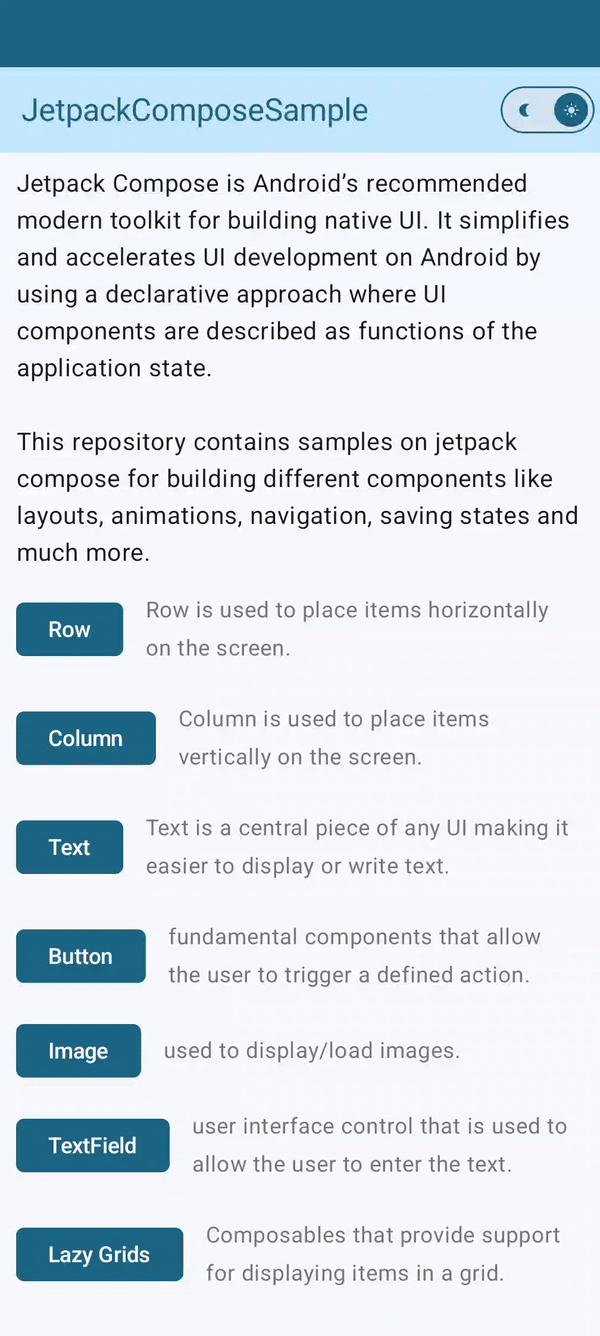 JetpackComposeSample
Jetpack Compose is Android’s recommended
modern toolkit for building native UI. It simplifies
and accelerates UI development on Android by
using a declarative approach where UI
components are described as functions of the
application state.
This repository contains samples on jetpack
compose for building different components like
layouts, animations, navigation, saving states and
much more.
Row
Row is used to place items horizontally
on the screen.
Column
Column is used to place items
vertically on the screen.
Text
Text is a central piece of any UI making it
easier to display or write text.
Button
fundamental components that allow
the user to trigger a defined action.
Image
used to display/load images.
TextField
user interface control that is used to
allow the user to enter the text.
Lazy Grids
Composables that provide support
for displaying items in a grid.